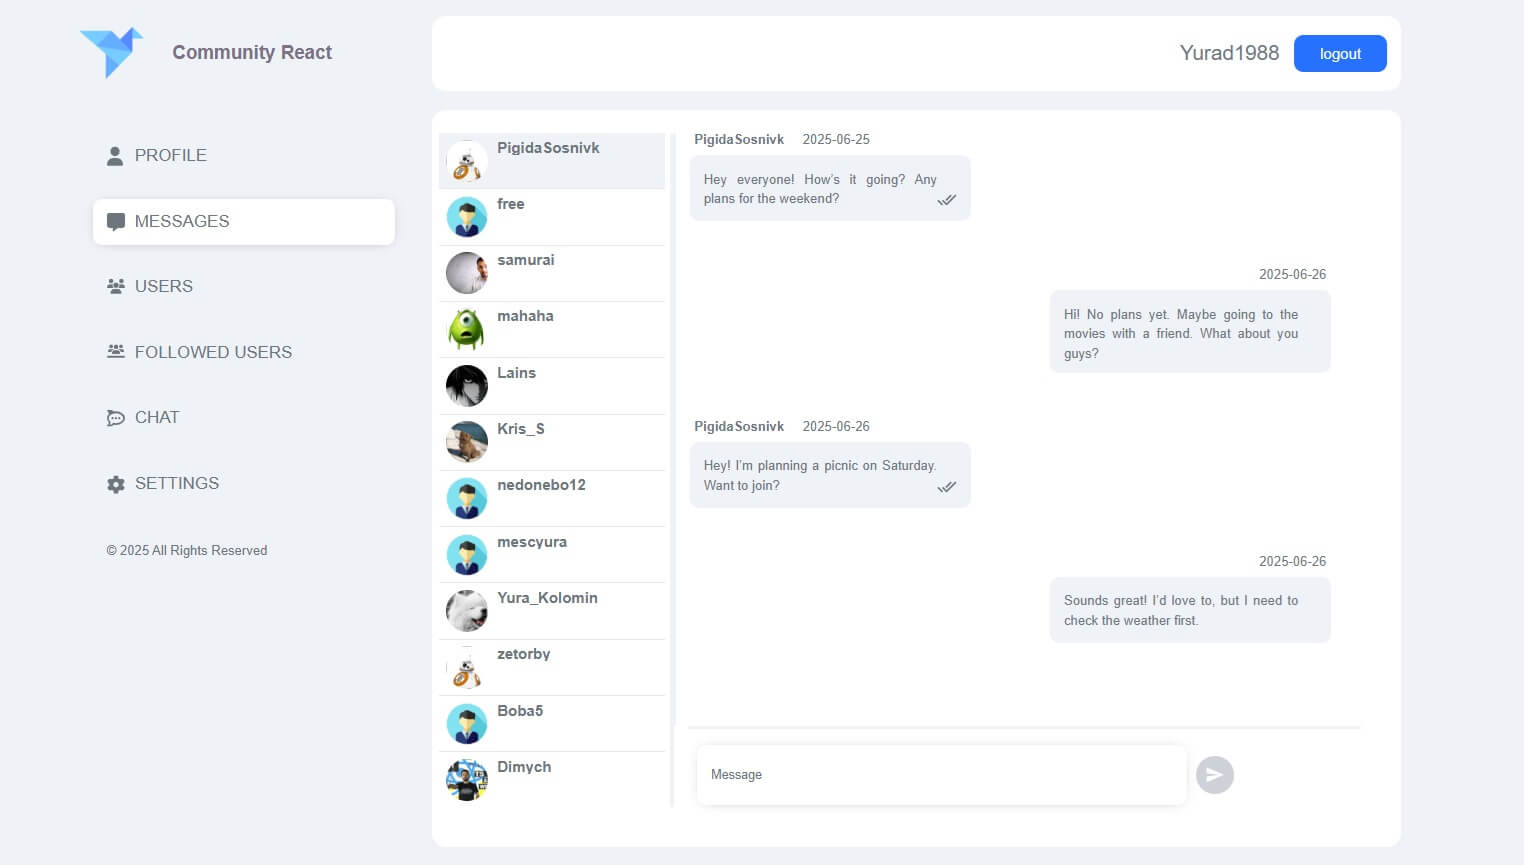 Community React
Yurad1988
logout
PROFILE
MESSAGES
USERS
FOLLOWED USERS
CHAT
SETTINGS
© 2025 All Rights Reserved
PigidaSosnivk
free
samurai
mahaha
Lains
Kris_S
nedonebo12
mescyura
Yura_Kolomin
zetorby
Boba5
Dimych
PigidaSosnivk 2025-06-25
Hey everyone! How's it going? Any
plans for the weekend?
2025-06-26
Hi! No plans yet. Maybe going to the
movies with a friend. What about you
guys?
PigidaSosnivk 2025-06-26
Hey! I'm planning a picnic on Saturday.
Want to join?
2025-06-26
Sounds great! I'd love to, but I need to
check the weather first.
Message